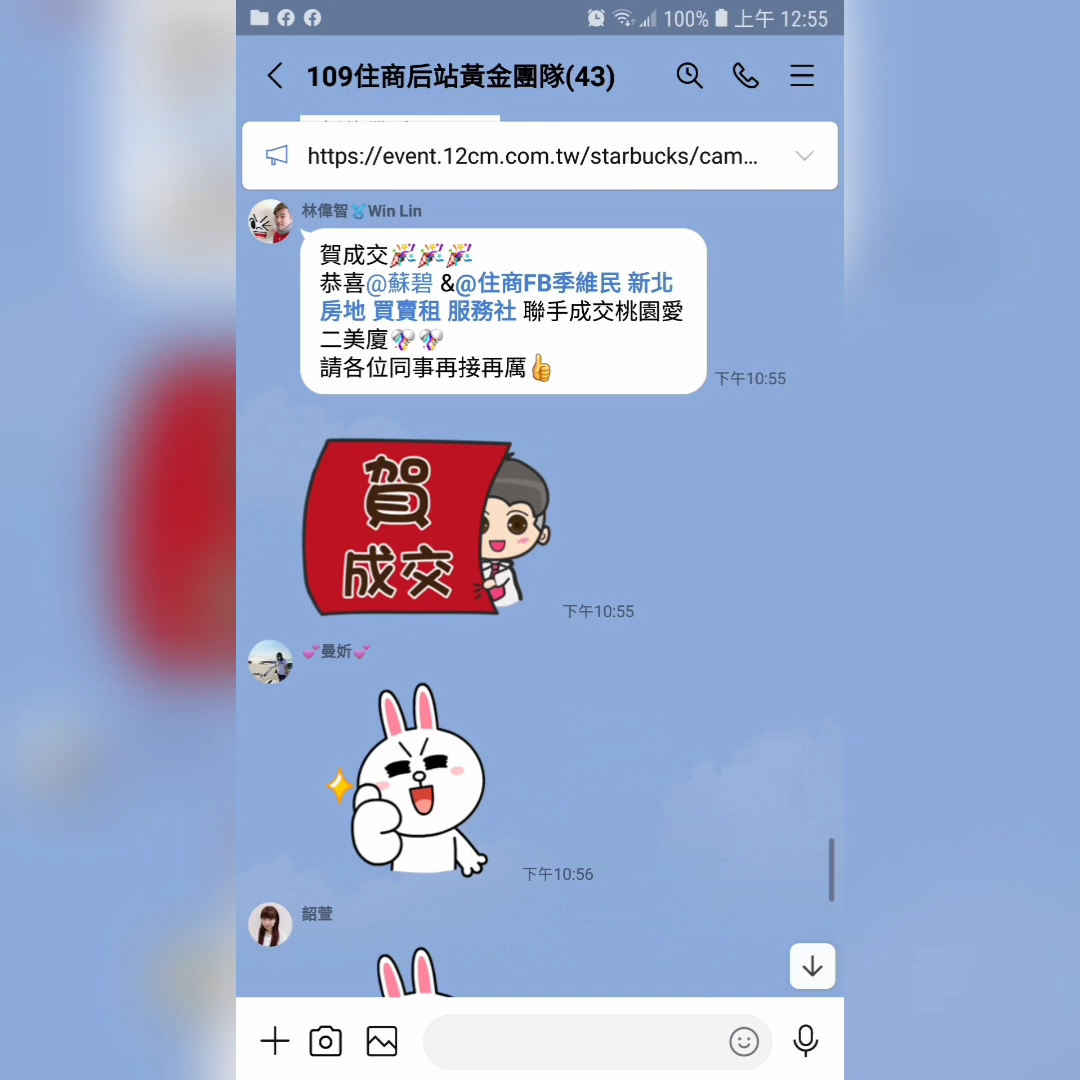 100% 上午 12:55
109住商后站黃金團隊(43)
https://event.12cm.com.tw/starbucks/cam...
林偉智 Win Lin
賀成交🎉🎉🎉
恭喜@蘇碧 &@住商FB季維民 新北
房地 買賣租 服務社 聯手成交桃園愛
二美廈🎊🎊
請各位同事再接再厲👍
下午10:55
賀
成交
下午10:55
💕曼妡💕
下午10:56
韶萱